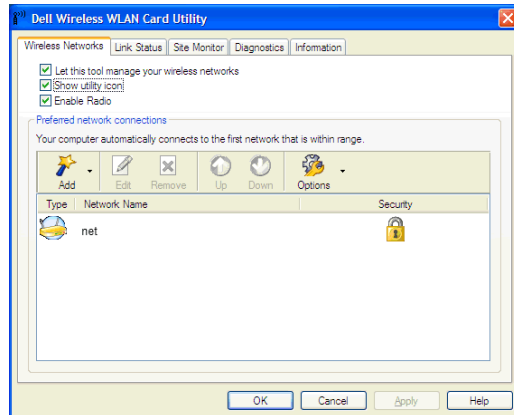 Dell Wireless WLAN Card Utility
Wireless Networks Link Status Site Monitor Diagnostics Information
Let this tool manage your wireless networks
Show utility icon
Enable Radio
Preferred network connections
Your computer automatically connects to the first network that is within range.
Add Edit Remove Up Down Options
Type Network Name Security
net
OK Cancel Apply Help